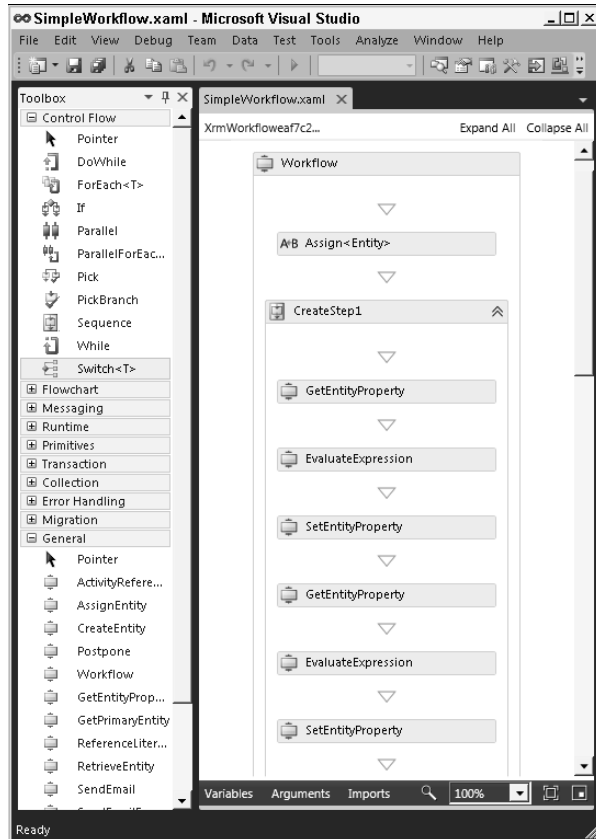 SimpleWorkflow.xaml - Microsoft Visual Studio
File Edit View Debug Team Data Test Tools Analyze Window Help
Toolbox
Control Flow
Pointer
DoWhile
ForEach<T>
If
Parallel
ParallelForEac...
Pick
PickBranch
Sequence
While
Switch<T>
Flowchart
Messaging
Runtime
Primitives
Transaction
Collection
Error Handling
Migration
General
Pointer
ActivityRefere...
AssignEntity
CreateEntity
Postpone
Workflow
GetEntityProp...
GetPrimaryEntity
ReferenceLiter...
RetrieveEntity
SendEmail
SimpleWorkflow.xaml
XrmWorkfloweaf7c2... Expand All Collapse All
Workflow
A+B Assign<Entity>
CreateStep1
GetEntityProperty
EvaluateExpression
SetEntityProperty
GetEntityProperty
EvaluateExpression
SetEntityProperty
Variables Arguments Imports 100%
Ready